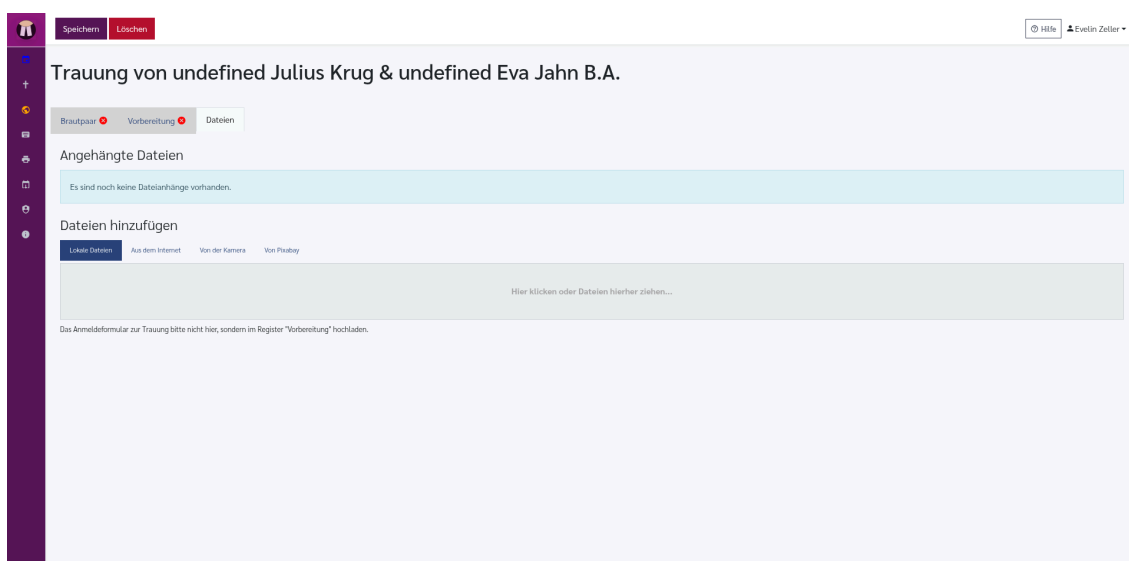 Speichern
Löschen
Hilfe
Evelin Zeller
Trauung von undefined Julius Krug & undefined Eva Jahn B.A.
Brautpaar
Vorbereitung
Dateien
Angehängte Dateien
Es sind noch keine Dateianhänge vorhanden.
Dateien hinzufügen
Lokale Dateien
Aus dem Internet
Von der Kamera
Von Pixabay
Hier klicken oder Dateien hierher ziehen...
Das Anmeldeformular zur Trauung bitte nicht hier, sondern im Register "Vorbereitung" hochladen.